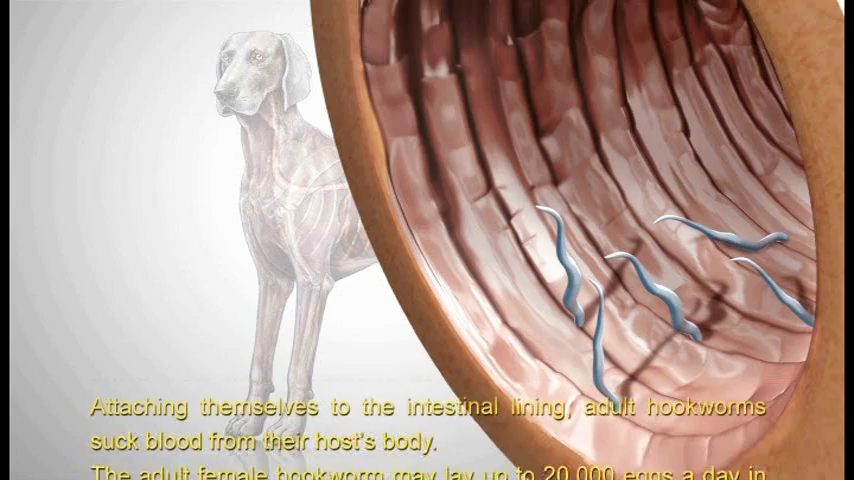 Attaching themselves to the intestinal lining, adult hookworms
suck blood from their host's body.
The adult female hookworm may lay up to 20,000 eggs a day in